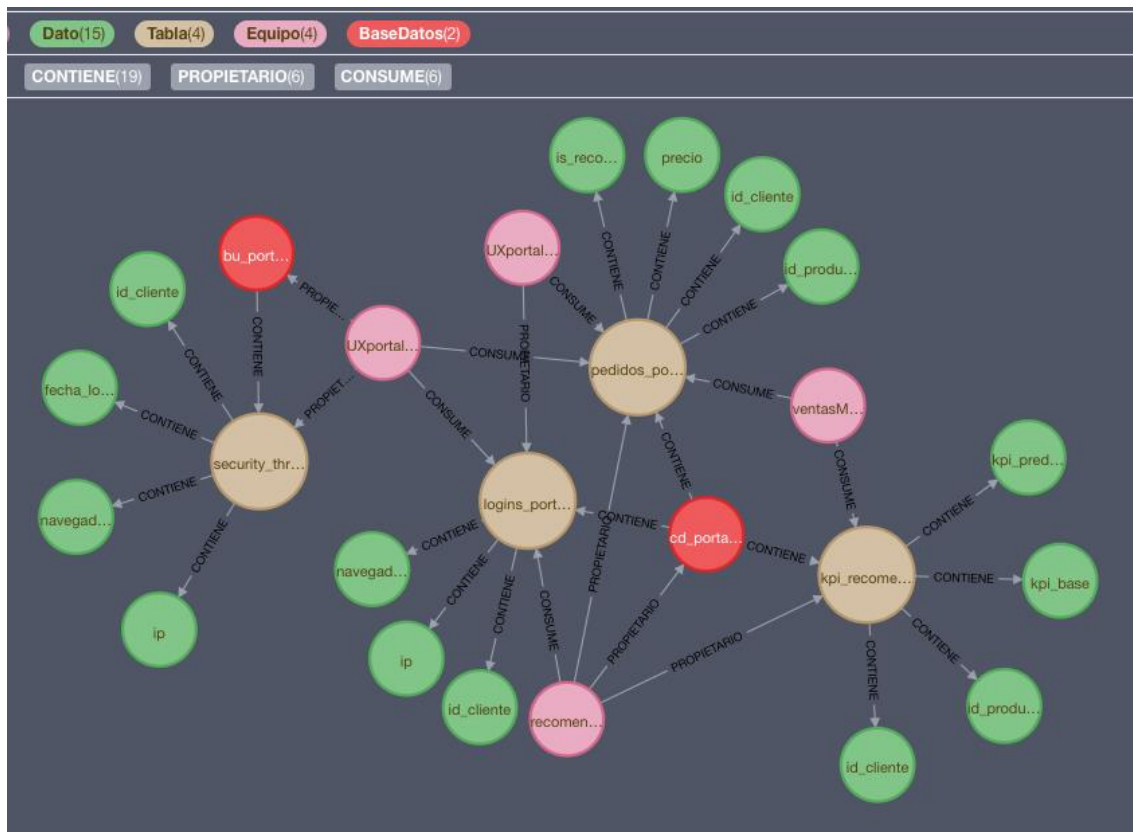 Dato(15) Tabla(4) Equipo(4) BaseDatos(2)
CONTIENE(19) PROPIETARIO(6) CONSUME(6)
is_reco...
precio
id_cliente
id_produ...
CONTIENE
CONTIENE
CONTIENE
CONTIENE
bu_port...
UXportal...
id_cliente
PROPIE...
CONSUME
CONTIENE
CONTIENE
UXportal...
CONSUME
PROPIETARIO
pedidos_po...
fecha_lo...
PROPIET...
CONSUME
ventasM...
CONTIENE
CONSUME
security_thr...
CONTIENE
kpi_pred...
CONTIENE
CONSUME
navegad...
logins_port...
CONTIENE
PROPIETARIO
cd_porta...
CONTIENE
CONTIENE
CONTIENE
navegad...
CONTIENE
kpi_recome...
CONTIENE
kpi_base
CONTIENE
CONTIENE
CONSUME
PROPIETARIO
PROPIETARIO
CONTIENE
CONTIENE
ip
ip
id_cliente
recomen...
id_produ...
id_cliente